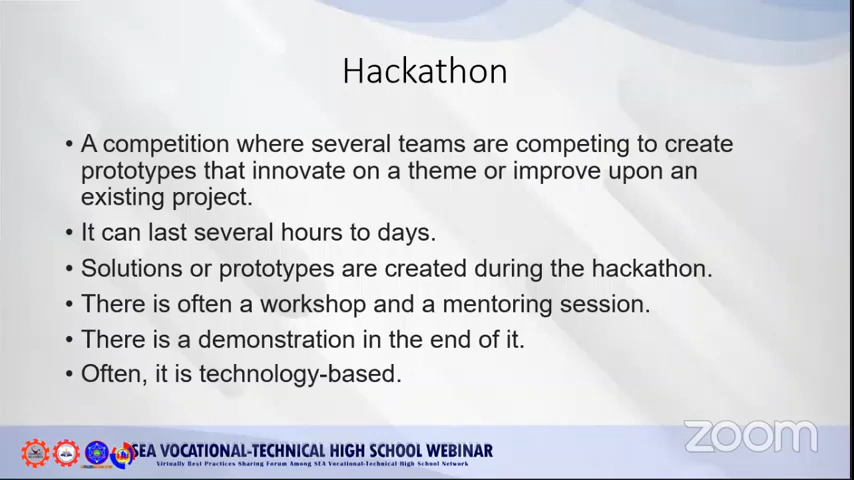 Hackathon
• A competition where several teams are competing to create
prototypes that innovate on a theme or improve upon an
existing project.
• It can last several hours to days.
• Solutions or prototypes are created during the hackathon.
• There is often a workshop and a mentoring session.
• There is a demonstration in the end of it.
• Often, it is technology-based.
zoom
SEA VOCATIONAL-TECHNICAL HIGH SCHOOL WEBINAR
Virtually Best Practices Sharing Forum Among SEA Vocational-Technical High School Network